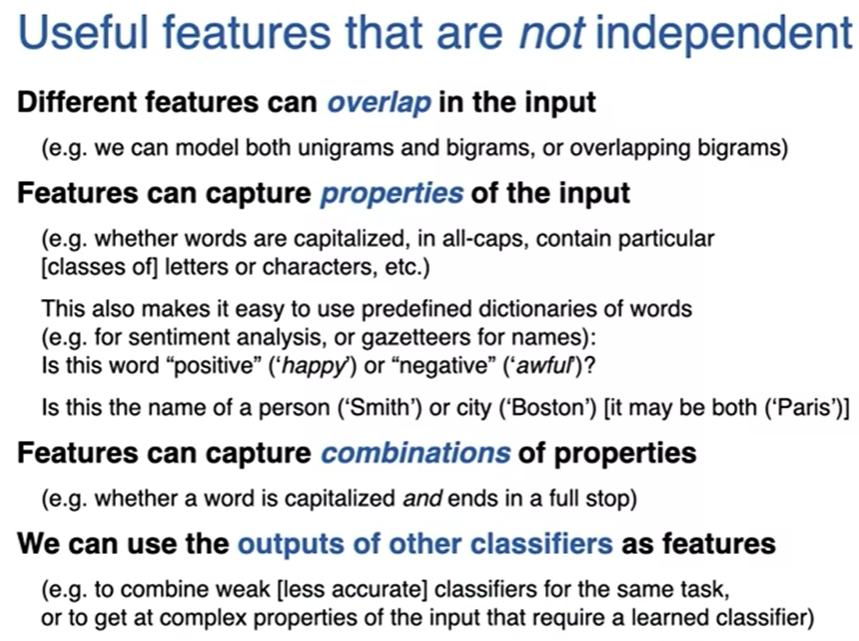 Useful features that are not independent
Different features can overlap in the input
(e.g. we can model both unigrams and bigrams, or overlapping bigrams)
Features can capture properties of the input
(e.g. whether words are capitalized, in all-caps, contain particular
[classes of] letters or characters, etc.)
This also makes it easy to use predefined dictionaries of words
(e.g. for sentiment analysis, or gazetteers for names):
Is this word “positive” (‘happy’) or “negative” (‘awful’)?
Is this the name of a person (‘Smith’) or city (‘Boston’) [it may be both (‘Paris’)]
Features can capture combinations of properties
(e.g. whether a word is capitalized and ends in a full stop)
We can use the outputs of other classifiers as features
(e.g. to combine weak [less accurate] classifiers for the same task,
or to get at complex properties of the input that require a learned classifier)